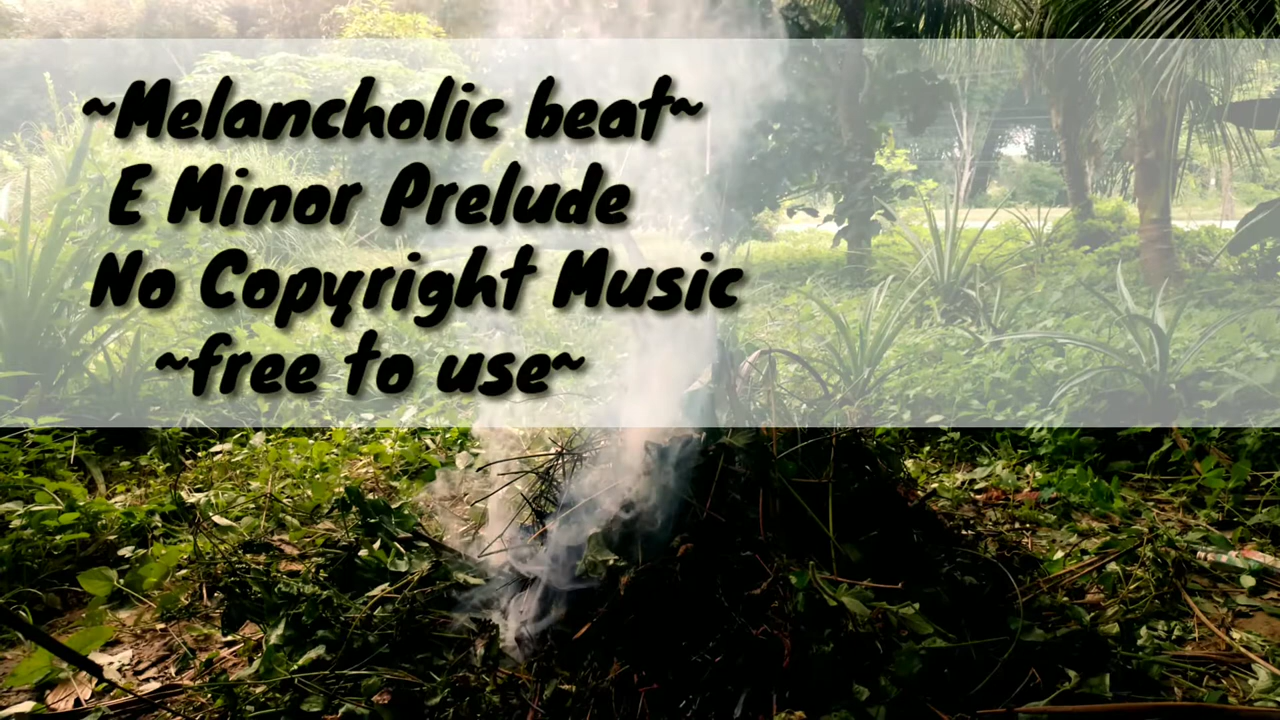 ~Melancholic beat~
E Minor Prelude
No Copyright Music
~free to use~